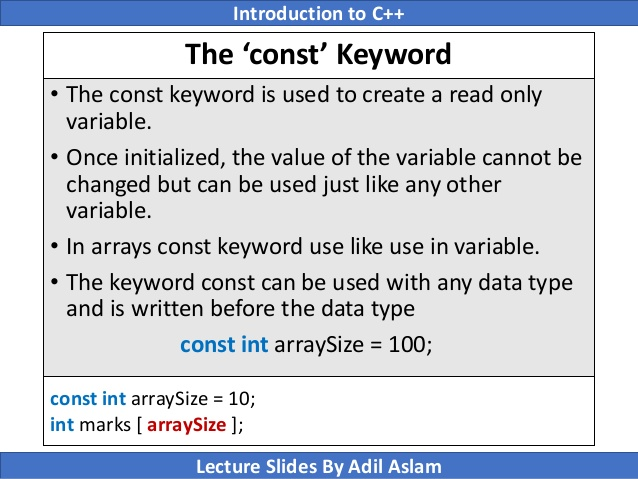 Introduction to C++
The ‘const’ Keyword
• The const keyword is used to create a read only
variable.
• Once initialized, the value of the variable cannot be
changed but can be used just like any other
variable.
• In arrays const keyword use like use in variable.
• The keyword const can be used with any data type
and is written before the data type
const int arraySize = 100;
const int arraySize = 10;
int marks [ arraySize ];
Lecture Slides By Adil Aslam